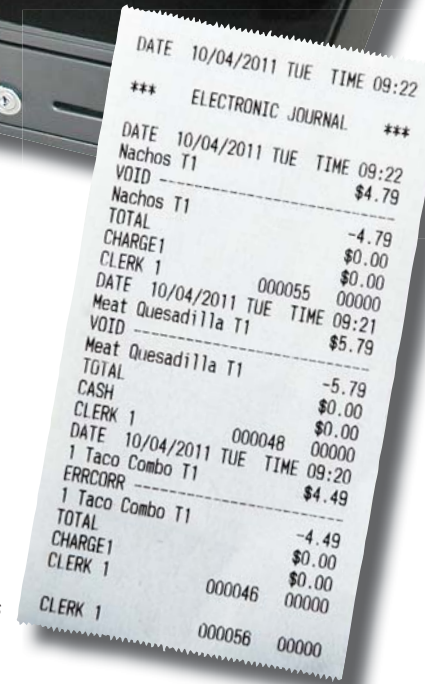 DATE 10/04/2011 TUE TIME 09:22
*** ELECTRONIC JOURNAL ***
DATE 10/04/2011 TUE TIME 09:22
Nachos T1 $4.79
VOID --------------------
Nachos T1 -4.79
TOTAL $0.00
CHARGE1 $0.00
CLERK 1 000055 00000
DATE 10/04/2011 TUE TIME 09:21
Meat Quesadilla T1 $5.79
VOID --------------------
Meat Quesadilla T1 -5.79
TOTAL $0.00
CASH $0.00
CLERK 1 000048 00000
DATE 10/04/2011 TUE TIME 09:20
1 Taco Combo T1 $4.49
ERRCORR --------------------
1 Taco Combo T1 -4.49
TOTAL $0.00
CHARGE1 $0.00
CLERK 1 000046 00000
CLERK 1 000056 00000